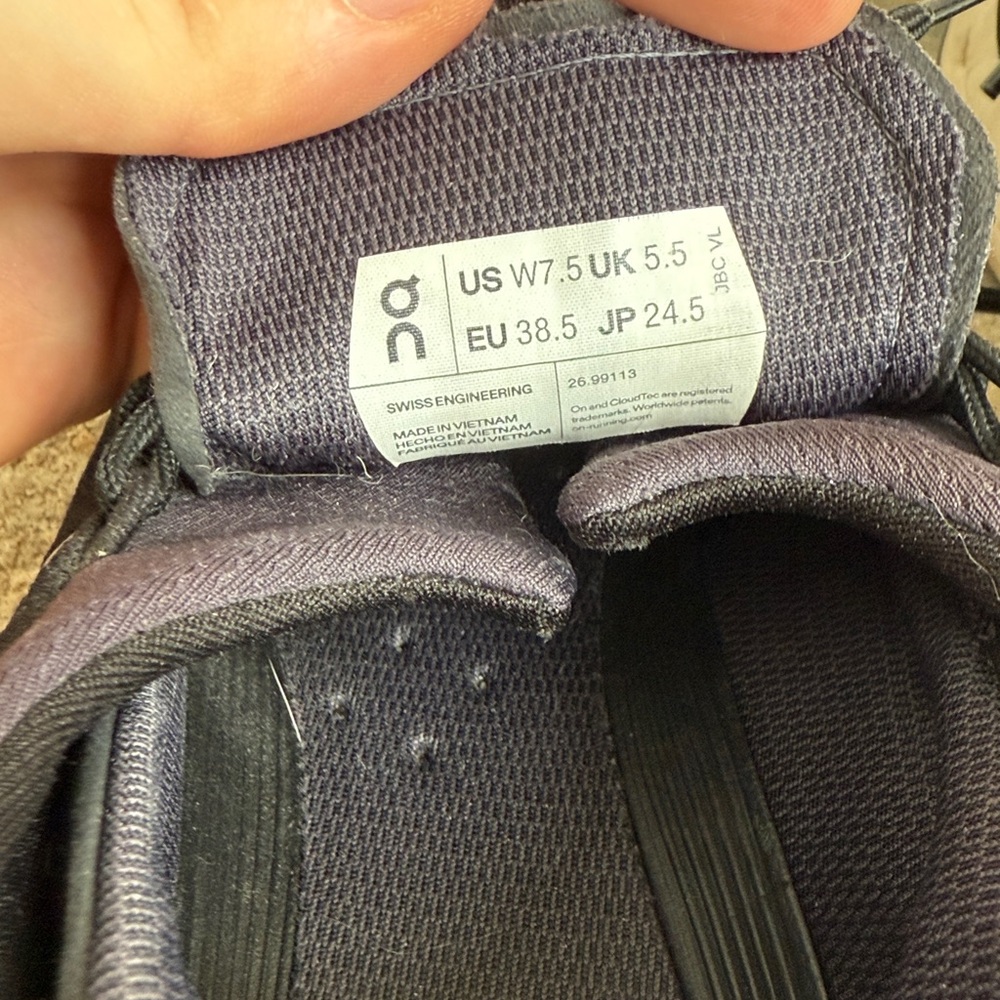 on
US W7.5 UK 5.5
EU 38.5 JP 24.5
JBC VL
SWISS ENGINEERING
MADE IN VIETNAM
HECHO EN VIETNAM
FABRIQUÉ AU VIETNAM
26.99113
On and CloudTec are registered
trademarks. Worldwide patents.
on-running.com